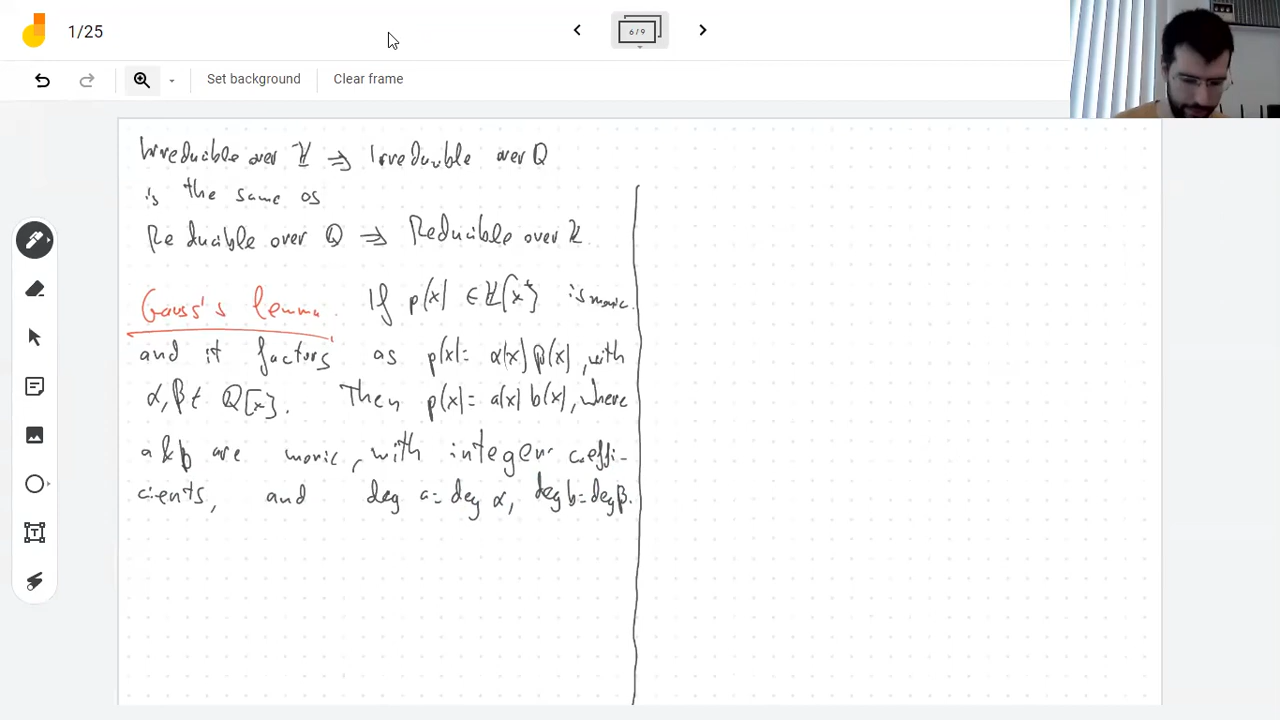 1/25
6/9
Set background
Clear frame
Irreducible over ℤ ⇒ Irreducible over ℚ
is the same as
Reducible over ℚ ⇒ Reducible over ℤ.
Gauss's lemma. If p(x) ∈ ℤ[x] is monic.
and it factors as p(x) = α(x) β(x), with
α, β ∈ ℚ[x]. Then p(x) = a(x) b(x), where
a & b are monic, with integer coeffi-
cients, and deg a = deg α, deg b = deg β.